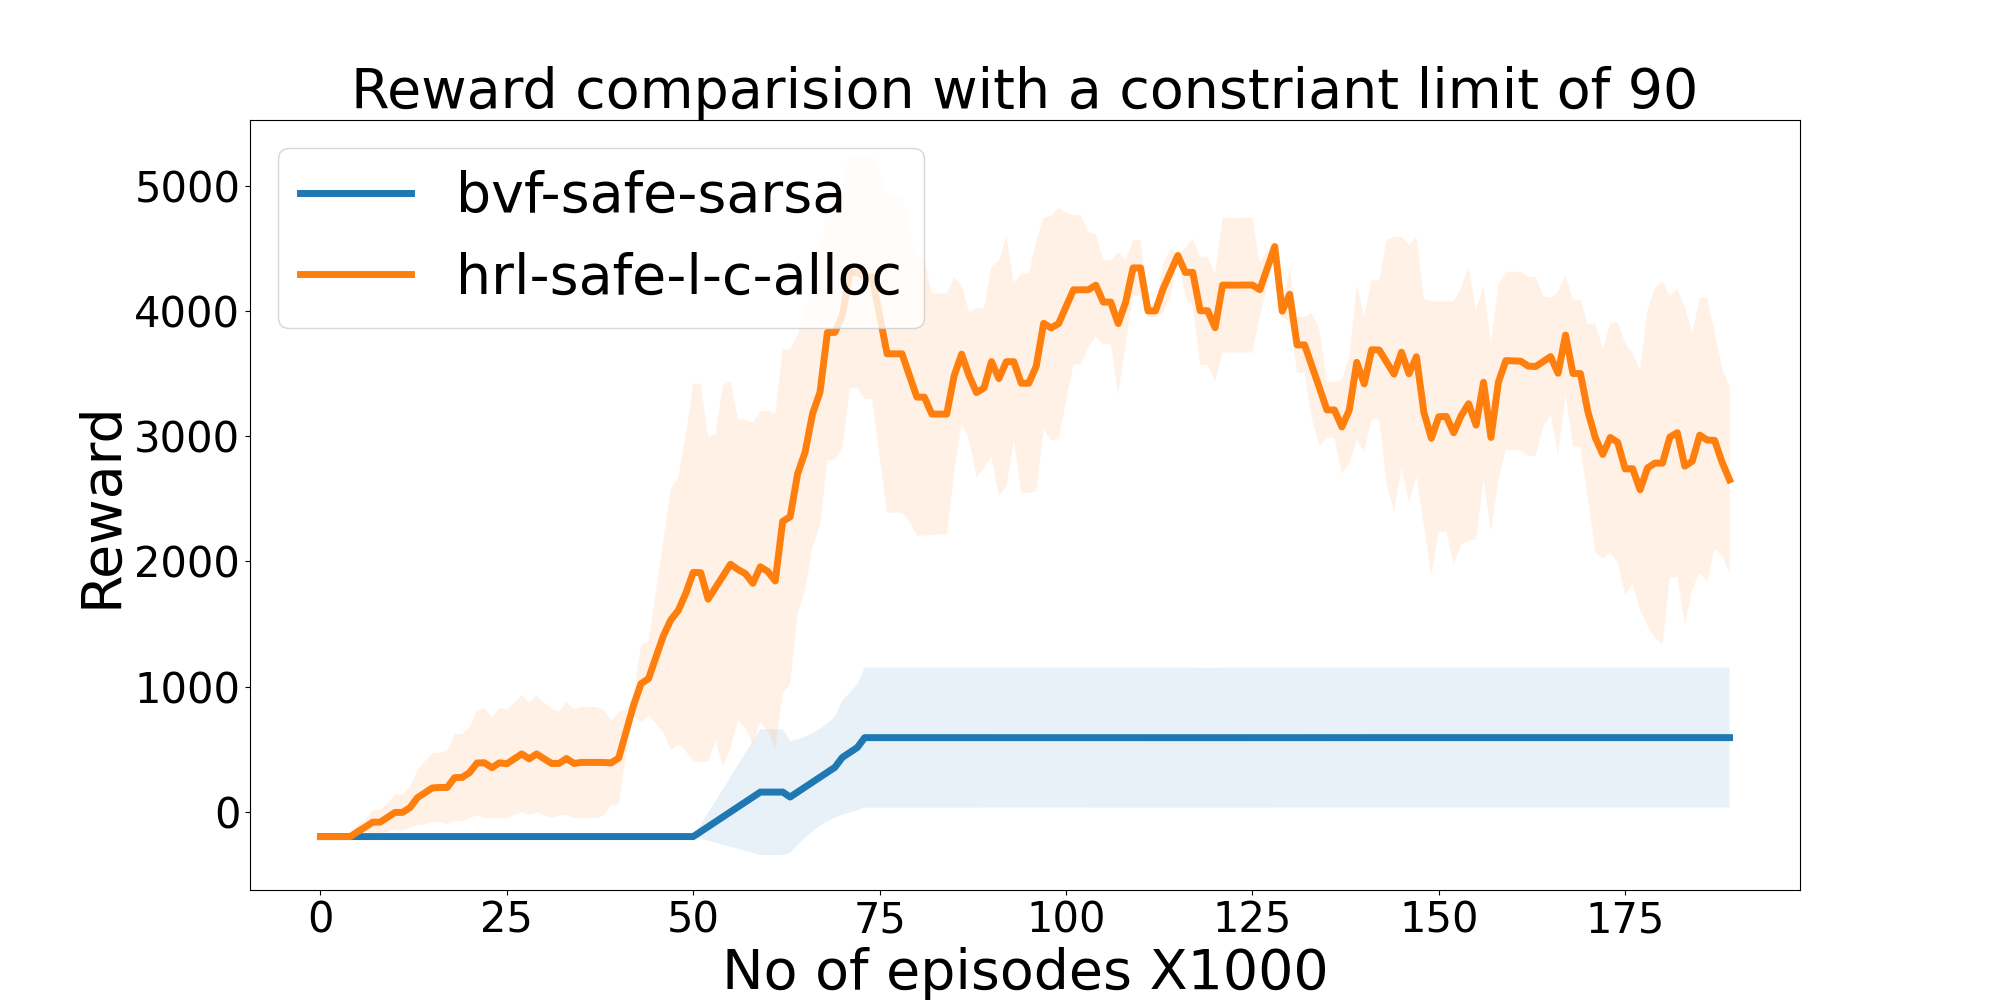 Reward comparision with a constriant limit of 90
bvf-safe-sarsa
hrl-safe-l-c-alloc
Reward
5000
4000
3000
2000
1000
0
0 25 50 75 100 125 150 175
No of episodes X1000